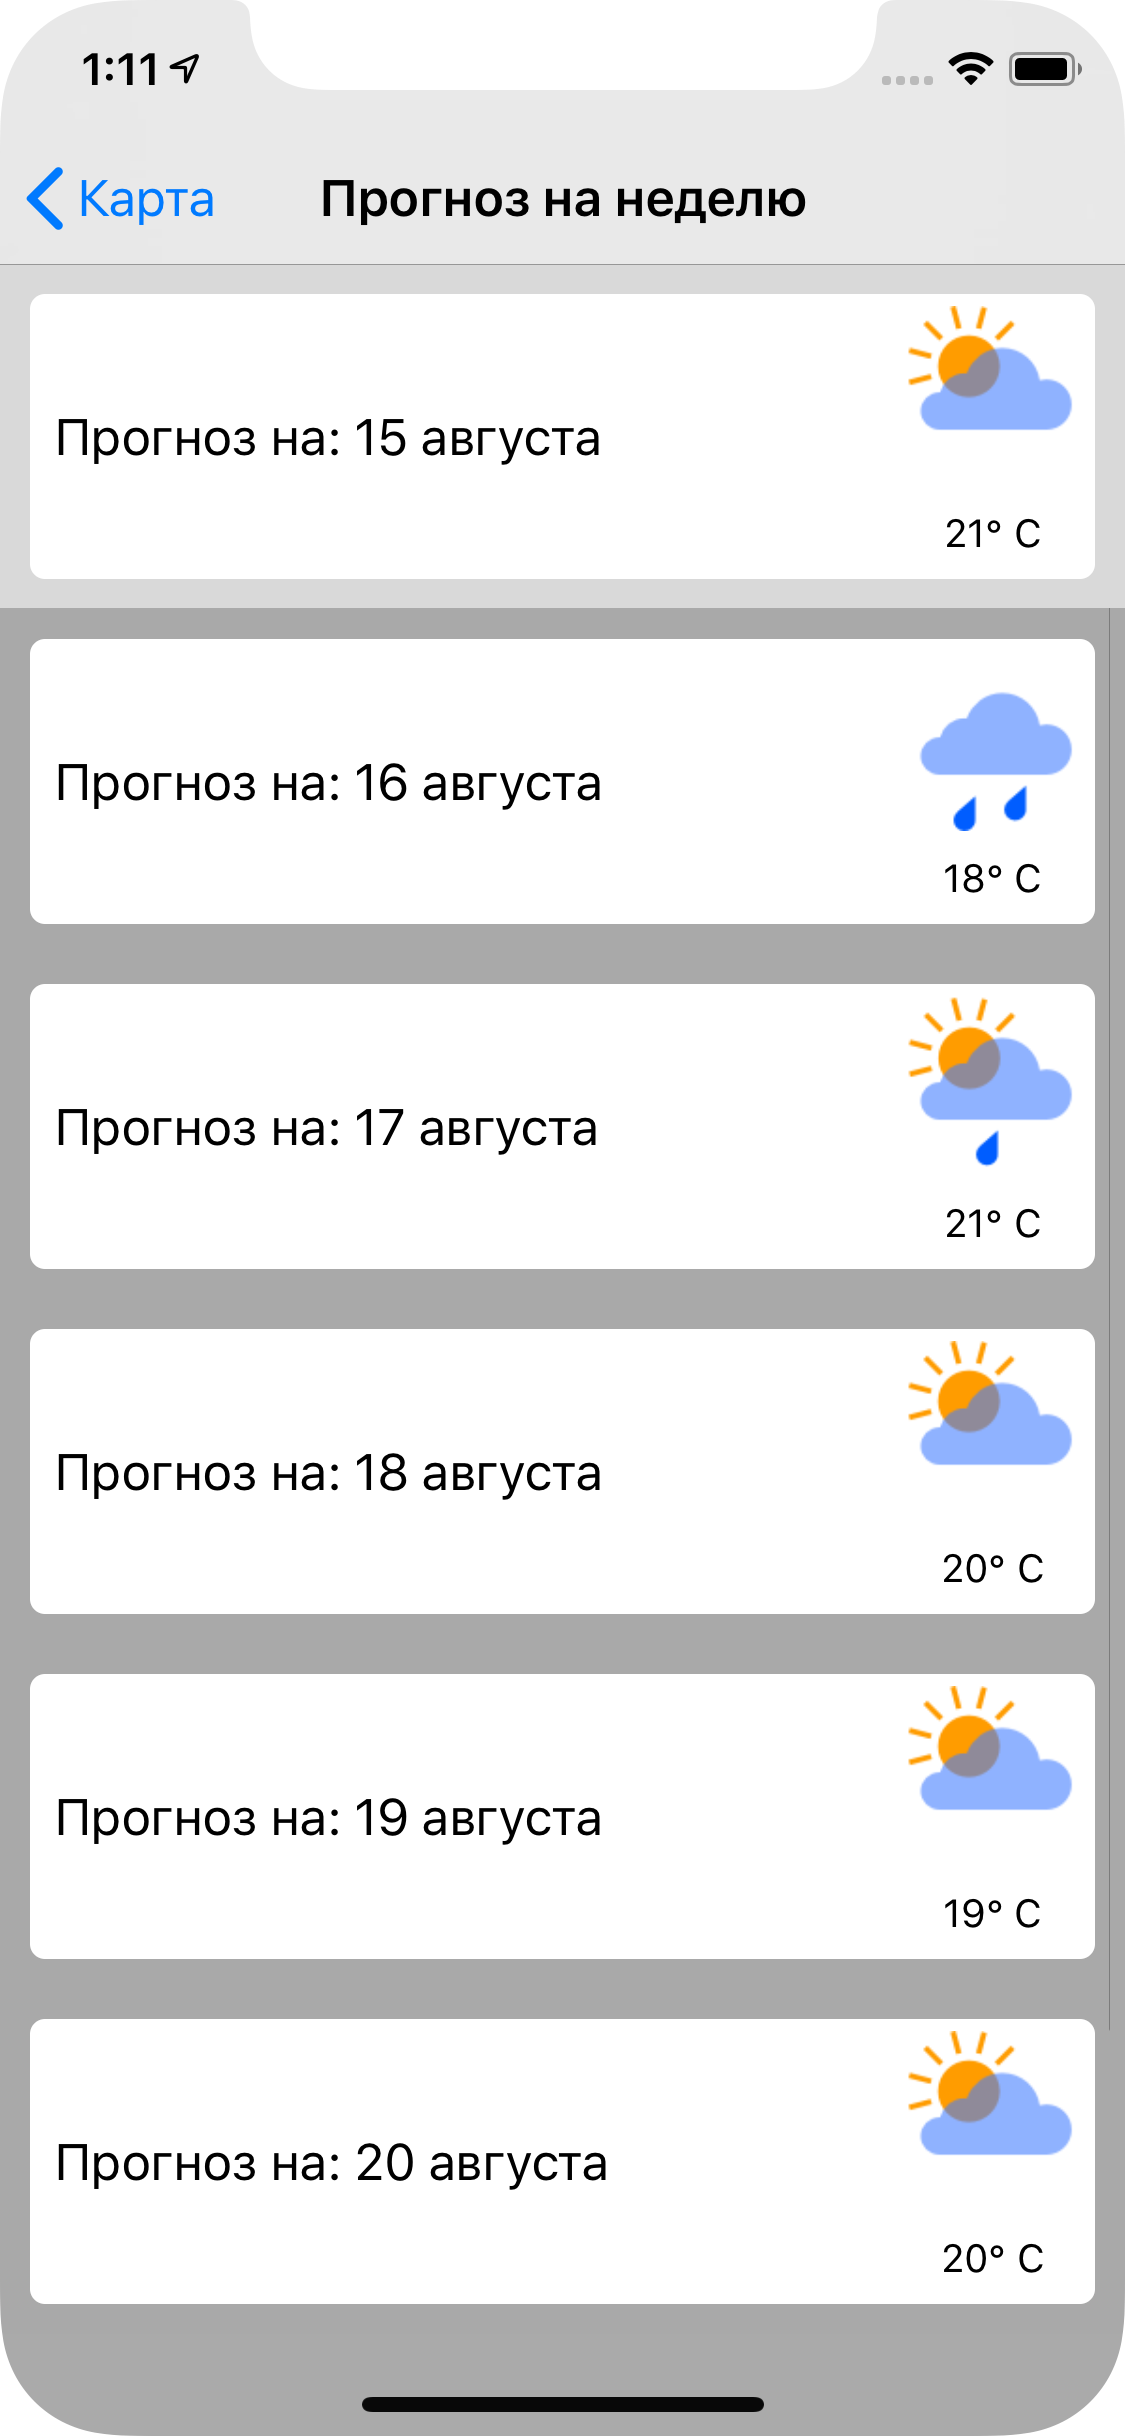 1:11
Карта
Прогноз на неделю
Прогноз на: 15 августа
21° C
Прогноз на: 16 августа
18° C
Прогноз на: 17 августа
21° C
Прогноз на: 18 августа
20° C
Прогноз на: 19 августа
19° C
Прогноз на: 20 августа
20° C